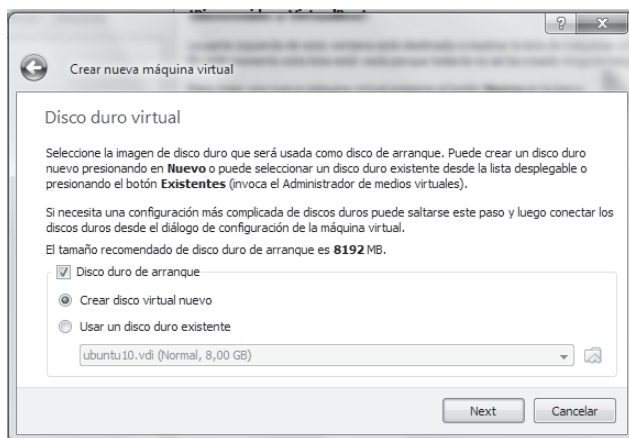 Crear nueva máquina virtual
Disco duro virtual
Seleccione la imagen de disco duro que será usada como disco de arranque. Puede crear un disco duro
nuevo presionando en Nuevo o puede seleccionar un disco duro existente desde la lista desplegable o
presionando el botón Existentes (invoca el Administrador de medios virtuales).
Si necesita una configuración más complicada de discos duros puede saltarse este paso y luego conectar los
discos duros desde el diálogo de configuración de la máquina virtual.
El tamaño recomendado de disco duro de arranque es 8192 MB.
Disco duro de arranque
Crear disco virtual nuevo
Usar un disco duro existente
ubuntu10.vdi (Normal, 8,00 GB)
Next Cancelar